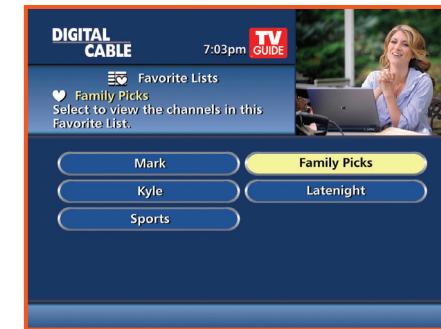 DIGITAL
CABLE
7:03pm
TV
GUIDE
Favorite Lists
Family Picks
Select to view the channels in this
Favorite List.
Mark
Family Picks
Kyle
Latenight
Sports